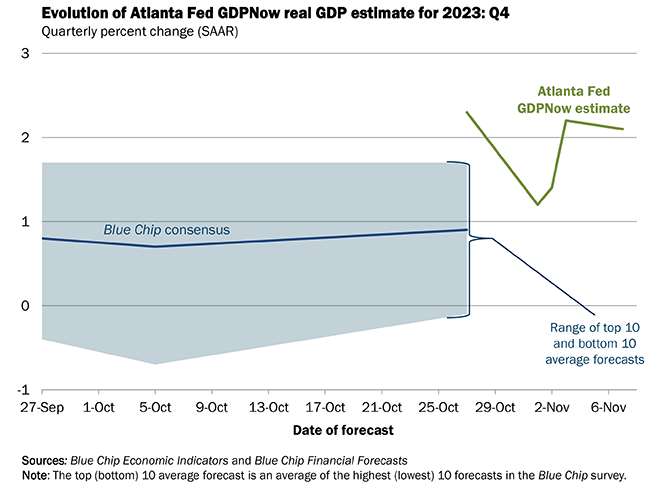 Evolution of Atlanta Fed GDPNow real GDP estimate for 2023: Q4
Quarterly percent change (SAAR)
3
Atlanta Fed
GDPNow estimate
2
1
Blue Chip consensus
0
Range of top 10
and bottom 10
average forecasts
-1
27-Sep 1-Oct 5-Oct 9-Oct 13-Oct 17-Oct 21-Oct 25-Oct 29-Oct 2-Nov 6-Nov
Date of forecast
Sources: Blue Chip Economic Indicators and Blue Chip Financial Forecasts
Note: The top (bottom) 10 average forecast is an average of the highest (lowest) 10 forecasts in the Blue Chip survey.